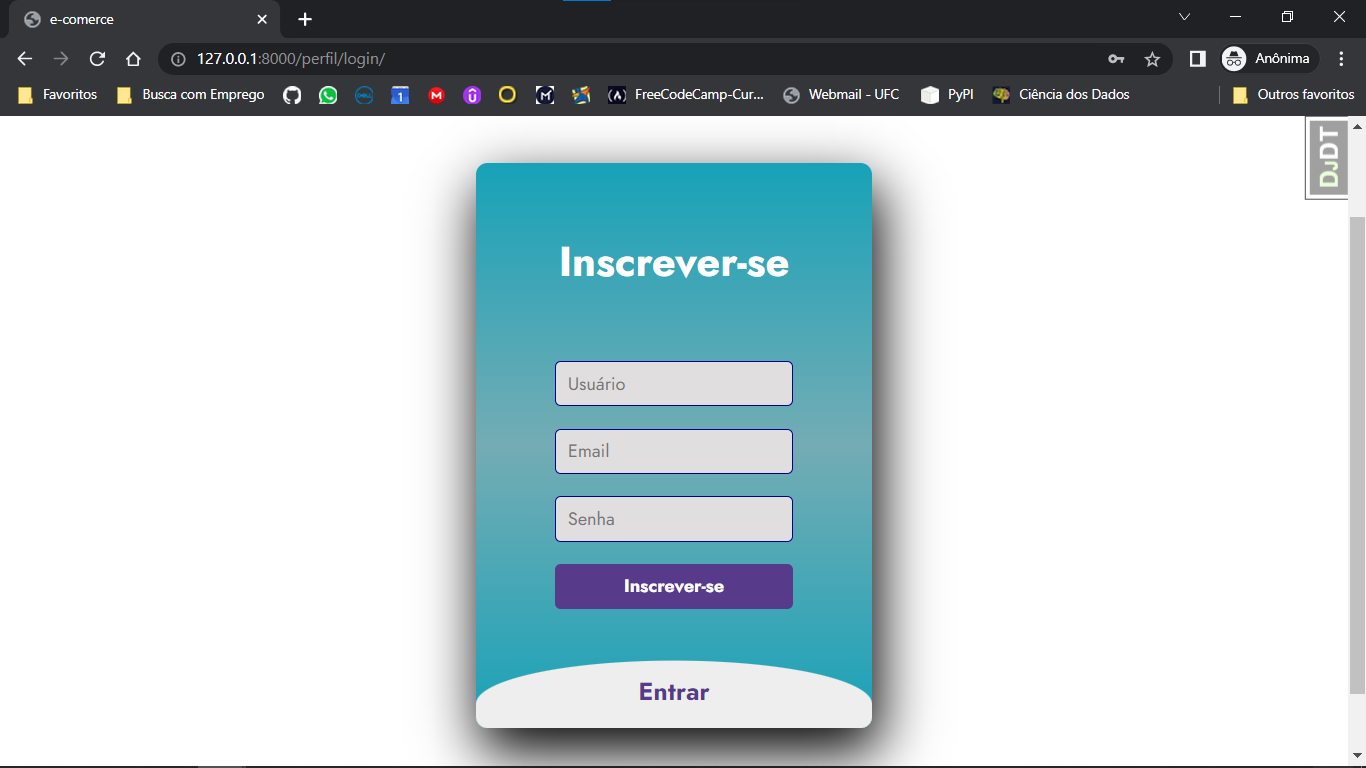 e-comerce
127.0.0.1:8000/perfil/login/
Anônima
Favoritos
Busca com Emprego
1
FreeCodeCamp-Cur...
Webmail - UFC
PyPI
Ciência dos Dados
Outros favoritos
DjDT
Inscrever-se
Usuário
Email
Senha
Inscrever-se
Entrar